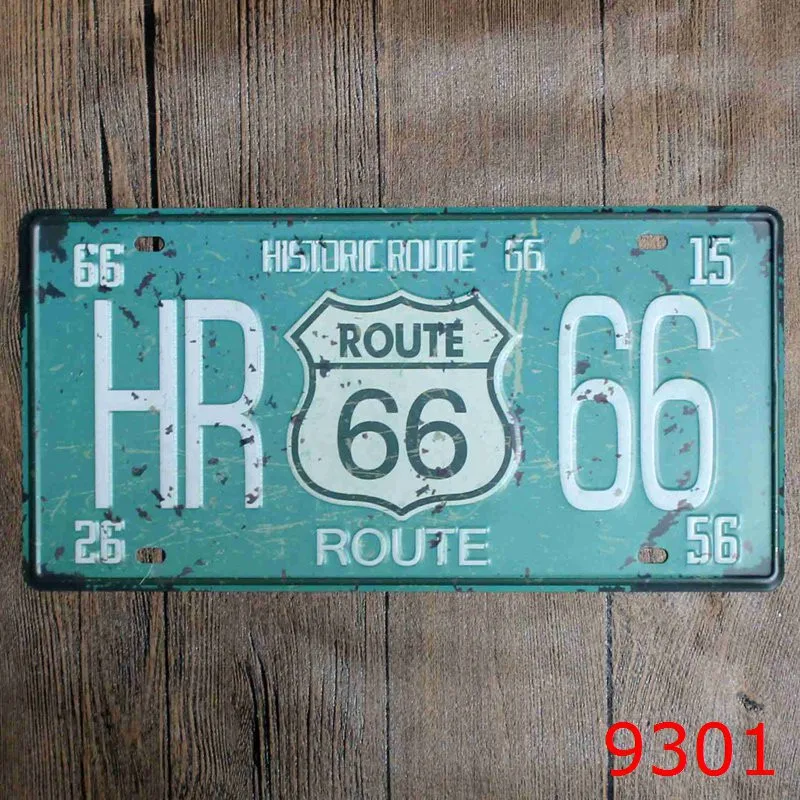 66 HISTORIC ROUTE 66 15
HR ROUTE 66 66
26 ROUTE 56
9301